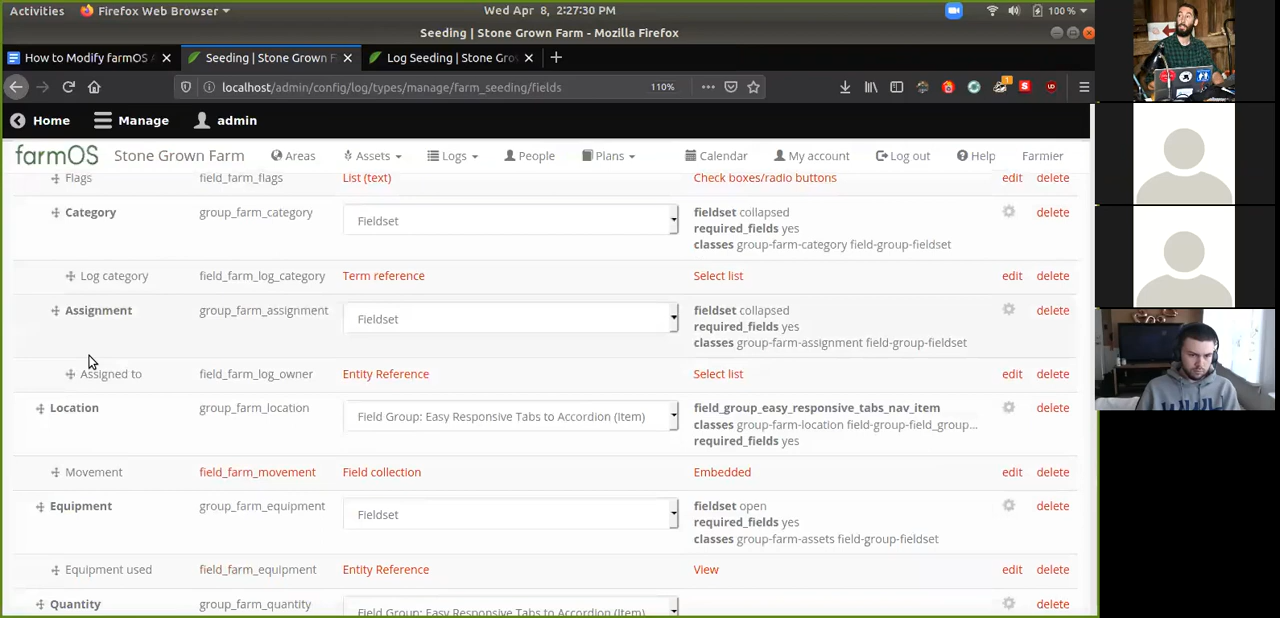 Activities Firefox Web Browser Wed Apr 8, 2:27:30 PM 100 %
Seeding | Stone Grown Farm - Mozilla Firefox
How to Modify farmOS Seeding | Stone Grown F Log Seeding | Stone Gro
localhost/admin/config/log/types/manage/farm_seeding/fields 110%
Home Manage admin
farmOS Stone Grown Farm Areas Assets Logs People Plans Calendar My account Log out Help Farmier
Flags field_farm_flags List (text) Check boxes/radio buttons edit delete
Category group_farm_category Fieldset fieldset collapsed delete
required_fields yes
classes group-farm-category field-group-fieldset
Log category field_farm_log_category Term reference Select list edit delete
Assignment group_farm_assignment Fieldset fieldset collapsed delete
required_fields yes
classes group-farm-assignment field-group-fieldset
Assigned to field_farm_log_owner Entity Reference Select list edit delete
Location group_farm_location Field Group: Easy Responsive Tabs to Accordion (Item) field_group_easy_responsive_tabs_nav_item delete
classes group-farm-location field-group-field_group...
required_fields yes
Movement field_farm_movement Field collection Embedded edit delete
Equipment group_farm_equipment Fieldset fieldset open delete
required_fields yes
classes group-farm-assets field-group-fieldset
Equipment used field_farm_equipment Entity Reference View edit delete
Quantity group_farm_quantity Field Group: Easy Responsive Tabs to Accordion (Item) delete